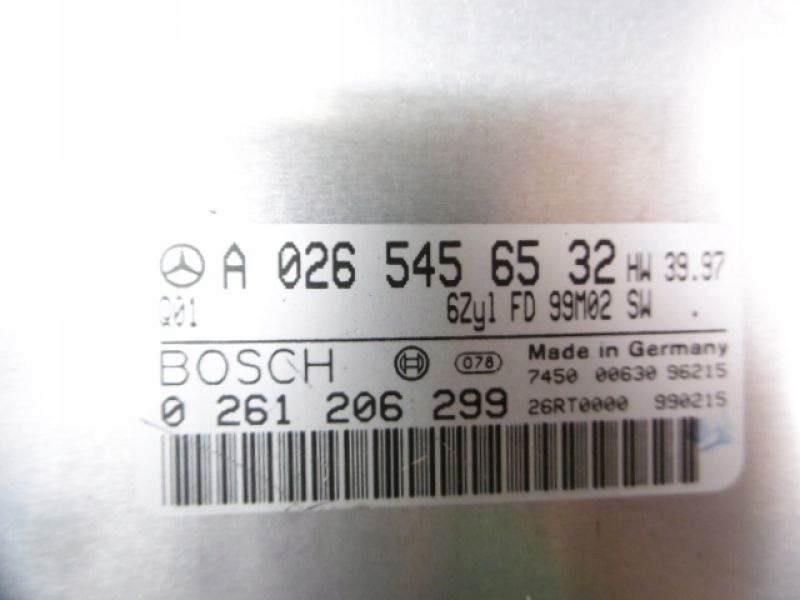 A 026 545 65 32 HW 39.97
Q01 6Zyl FD 99M02 SW .
BOSCH 078 Made in Germany
7450 00630 96215
0 261 206 299 26RT0000 990215